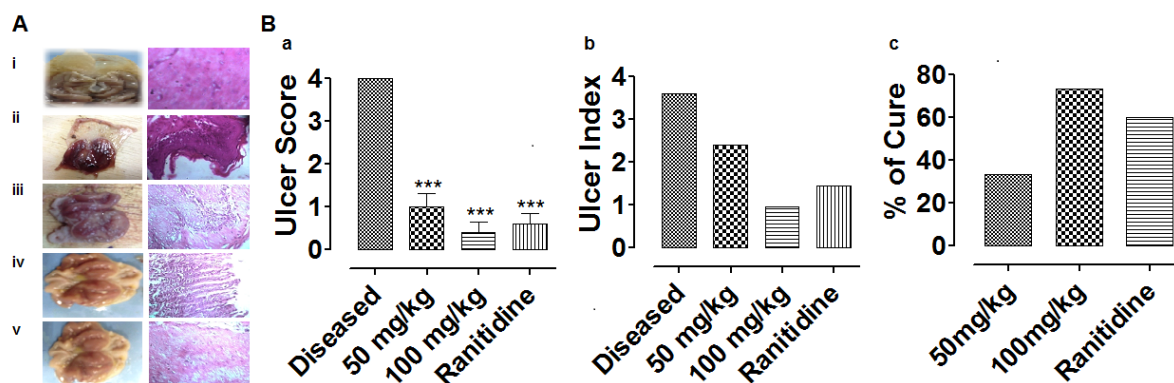 A
i
ii
iii
iv
v
B
a
Ulcer Score
4
3
2
1
0
***
***
***
Diseased
50 mg/kg
100 mg/kg
Ranitidine
b
Ulcer Index
4
3
2
1
0
Diseased
50 mg/kg
100 mg/kg
Ranitidine
c
% of Cure
80
60
40
20
0
50mg/kg
100mg/kg
Ranitidine